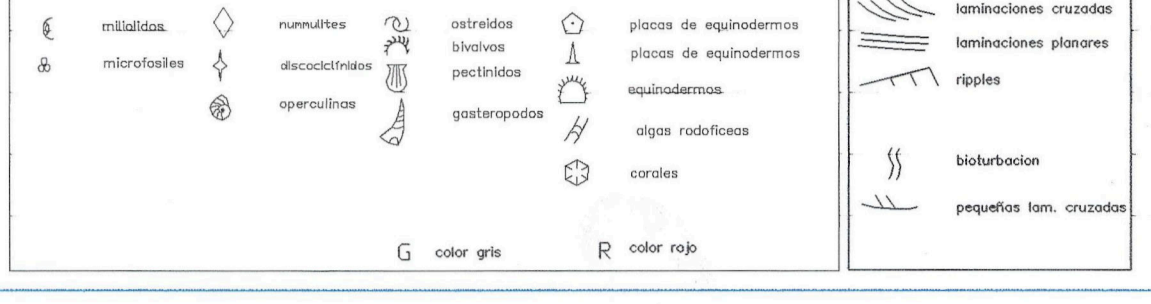 miliolidos
microfosiles
nummulites
discociclínidos
operculinas
ostreidos
bivalvos
pectinidos
gasteropodos
placas de equinodermos
placas de equinodermos
equinodermos
algas rodoficeas
corales
G color gris
R color rojo
laminaciones cruzadas
laminaciones planares
ripples
bioturbacion
pequeñas lam. cruzadas